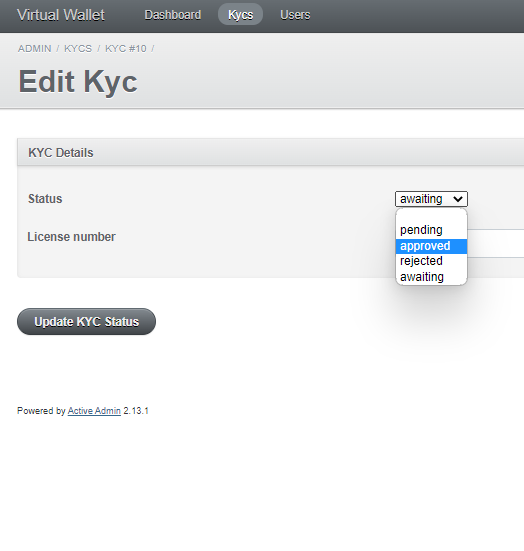 Virtual Wallet Dashboard Kycs Users
ADMIN / KYCS / KYC #10 /
Edit Kyc
KYC Details
Status awaiting
pending
License number
approved
rejected
awaiting
Update KYC Status
Powered by Active Admin 2.13.1